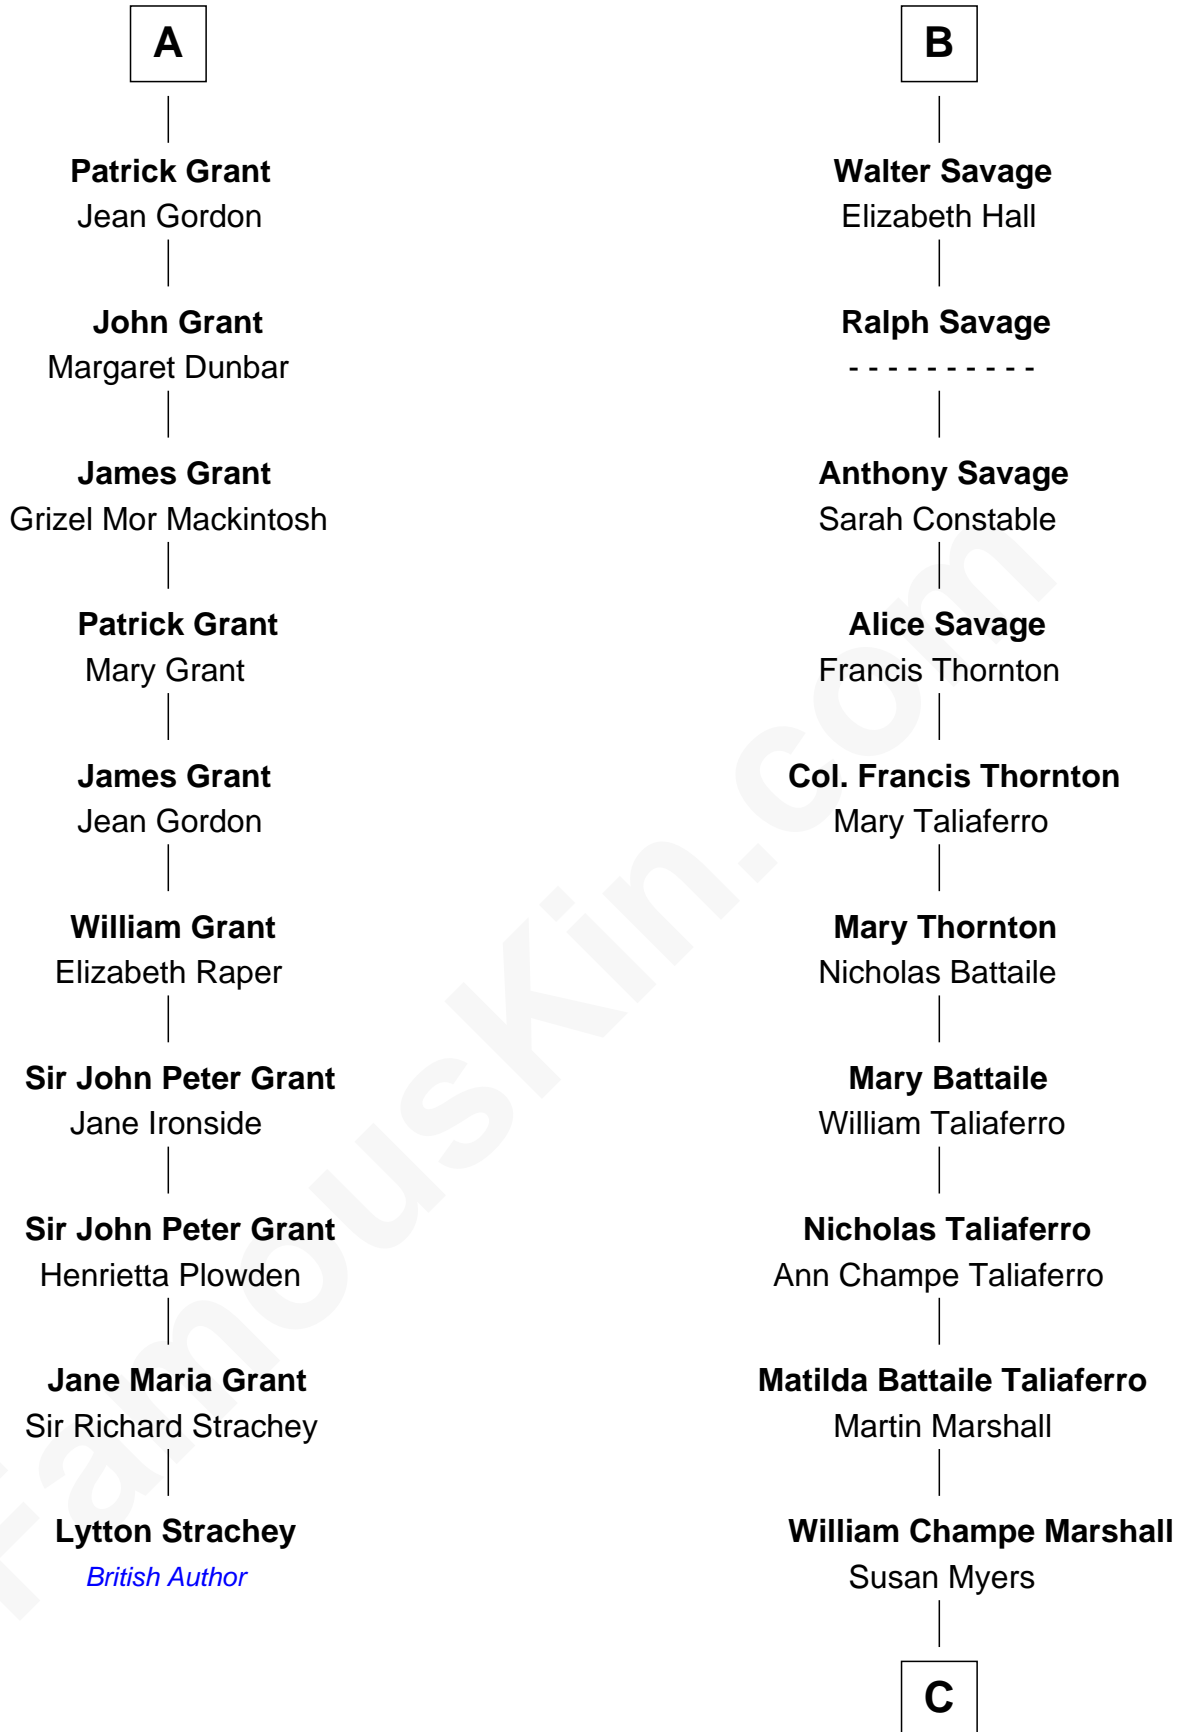 A
Patrick Grant
Jean Gordon
John Grant
Margaret Dunbar
James Grant
Grizel Mor Mackintosh
Patrick Grant
Mary Grant
James Grant
Jean Gordon
William Grant
Elizabeth Raper
Sir John Peter Grant
Jane Ironside
Sir John Peter Grant
Henrietta Plowden
Jane Maria Grant
Sir Richard Strachey
Lytton Strachey
British Author
B
Walter Savage
Elizabeth Hall
Ralph Savage
- - - - - - - - - -
Anthony Savage
Sarah Constable
Alice Savage
Francis Thornton
Col. Francis Thornton
Mary Taliaferro
Mary Thornton
Nicholas Battaile
Mary Battaile
William Taliaferro
Nicholas Taliaferro
Ann Champe Taliaferro
Matilda Battaile Taliaferro
Martin Marshall
William Champe Marshall
Susan Myers
C
FamousKin.com